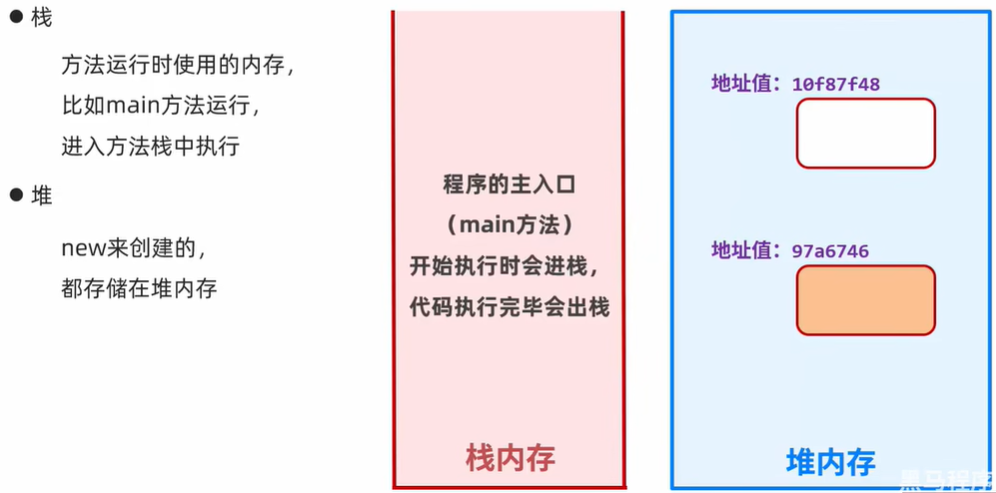 ● 栈
方法运行时使用的内存,
比如main方法运行,
进入方法栈中执行
● 堆
new来创建的,
都存储在堆内存
程序的主入口
（main方法）
开始执行时会进栈,
代码执行完毕会出栈
栈内存
地址值：10f87f48
地址值：97a6746
堆内存
黑马程序